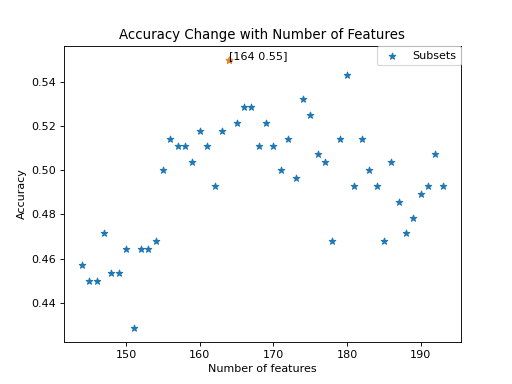 Accuracy Change with Number of Features
[164 0.55]
Subsets
0.54
0.52
0.50
0.48
0.46
0.44
Accuracy
150 160 170 180 190
Number of features